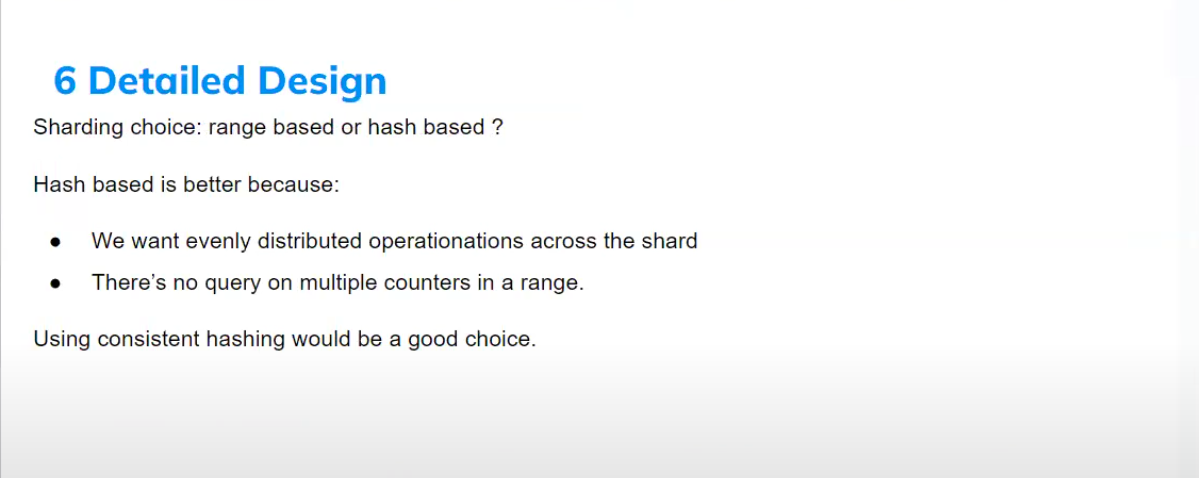 6 Detailed Design
Sharding choice: range based or hash based ?
Hash based is better because:
● We want evenly distributed operationations across the shard
● There’s no query on multiple counters in a range.
Using consistent hashing would be a good choice.